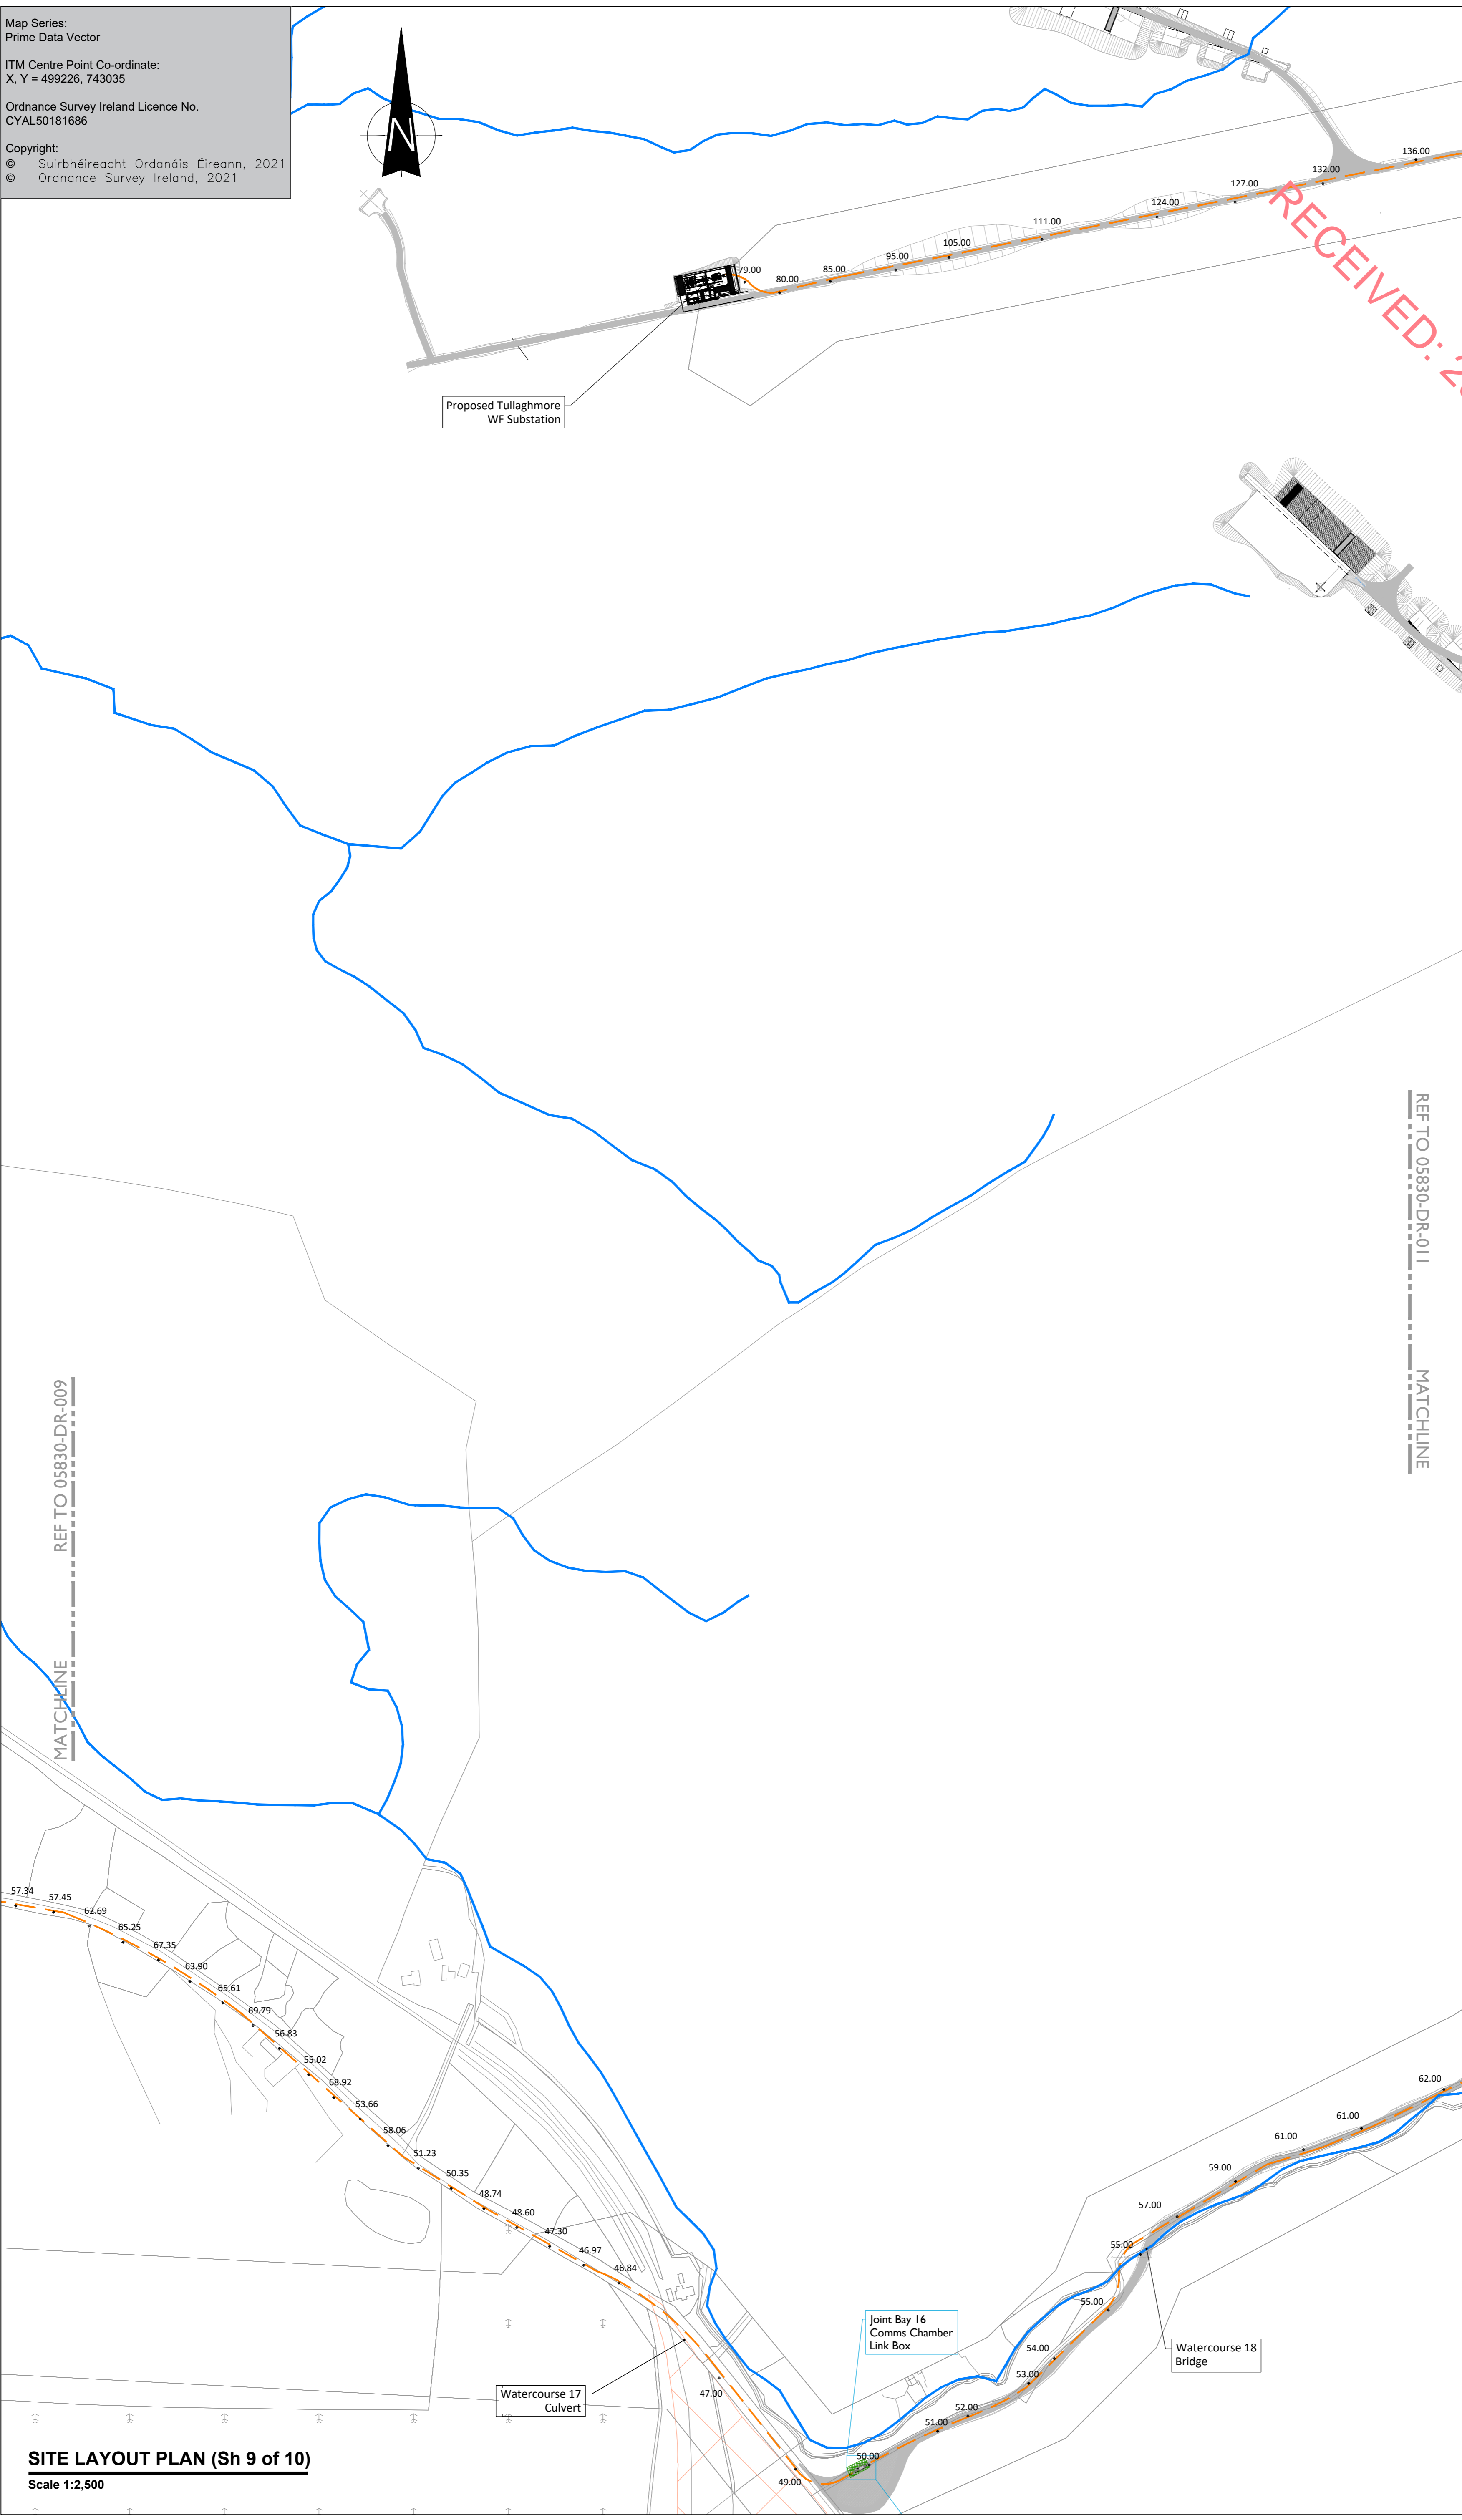 Map Series:
Prime Data Vector
ITM Centre Point Co-ordinate:
X, Y = 499226, 743035
Ordnance Survey Ireland Licence No.
CYAL50181686
Copyright:
© Suirbhéireacht Ordanáis Éireann, 2021
© Ordnance Survey Ireland, 2021
N
136.00
132.00
127.00
124.00
111.00
105.00
95.00
85.00
80.00
79.00
RECEIVED: 2
Proposed Tullaghmore
WF Substation
REF TO 05830-DR-011
MATCHLINE
REF TO 05830-DR-009
MATCHLINE
57.34
57.45
62.69
65.25
67.35
63.90
65.61
69.79
56.83
55.02
68.92
53.66
58.06
51.23
50.35
48.74
48.60
47.30
46.97
46.84
47.00
49.00
50.00
51.00
52.00
53.00
54.00
55.00
55.00
57.00
59.00
61.00
61.00
62.00
Joint Bay 16
Comms Chamber
Link Box
Watercourse 18
Bridge
Watercourse 17
Culvert
SITE LAYOUT PLAN (Sh 9 of 10)
Scale 1:2,500